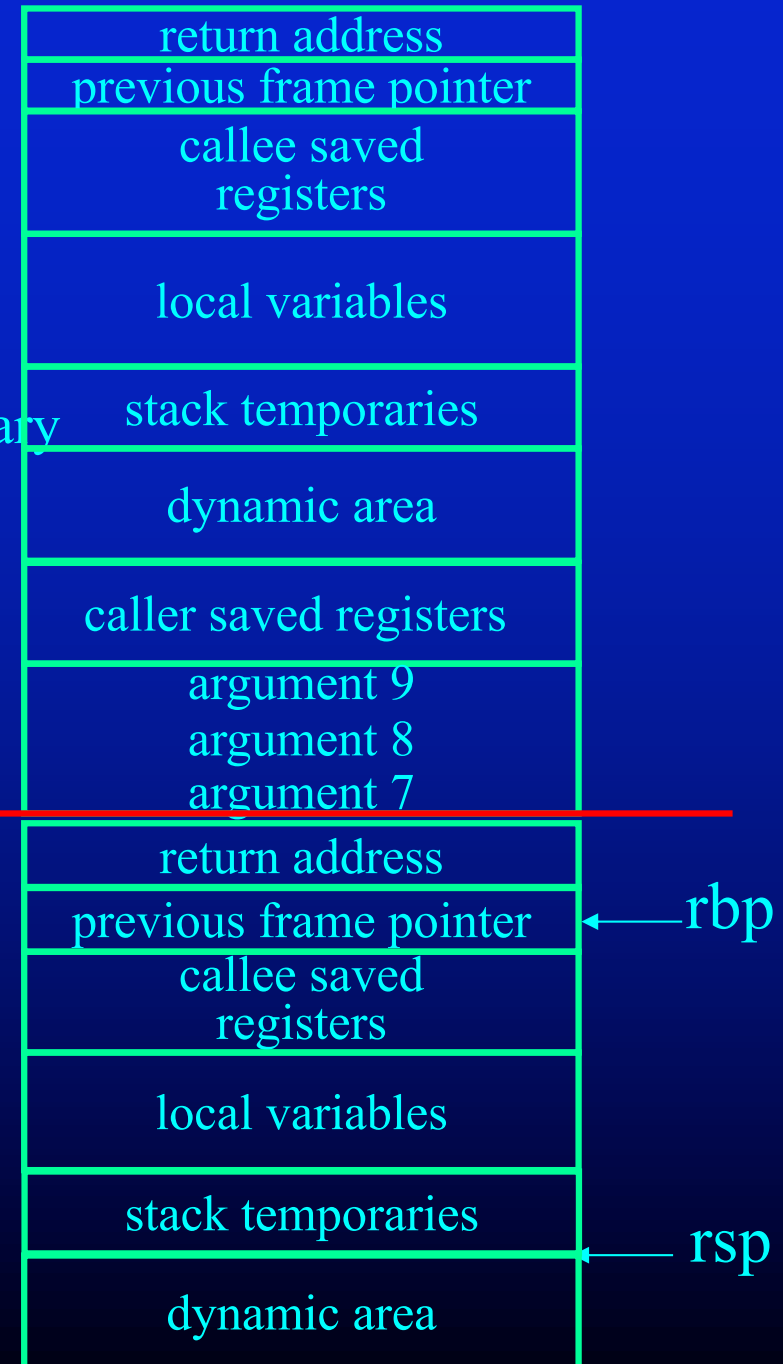 return address
previous frame pointer
callee saved
registers
local variables
stack temporaries
dynamic area
caller saved registers
argument 9
argument 8
argument 7
return address
previous frame pointer
rbp
callee saved
registers
local variables
stack temporaries
rsp
dynamic area